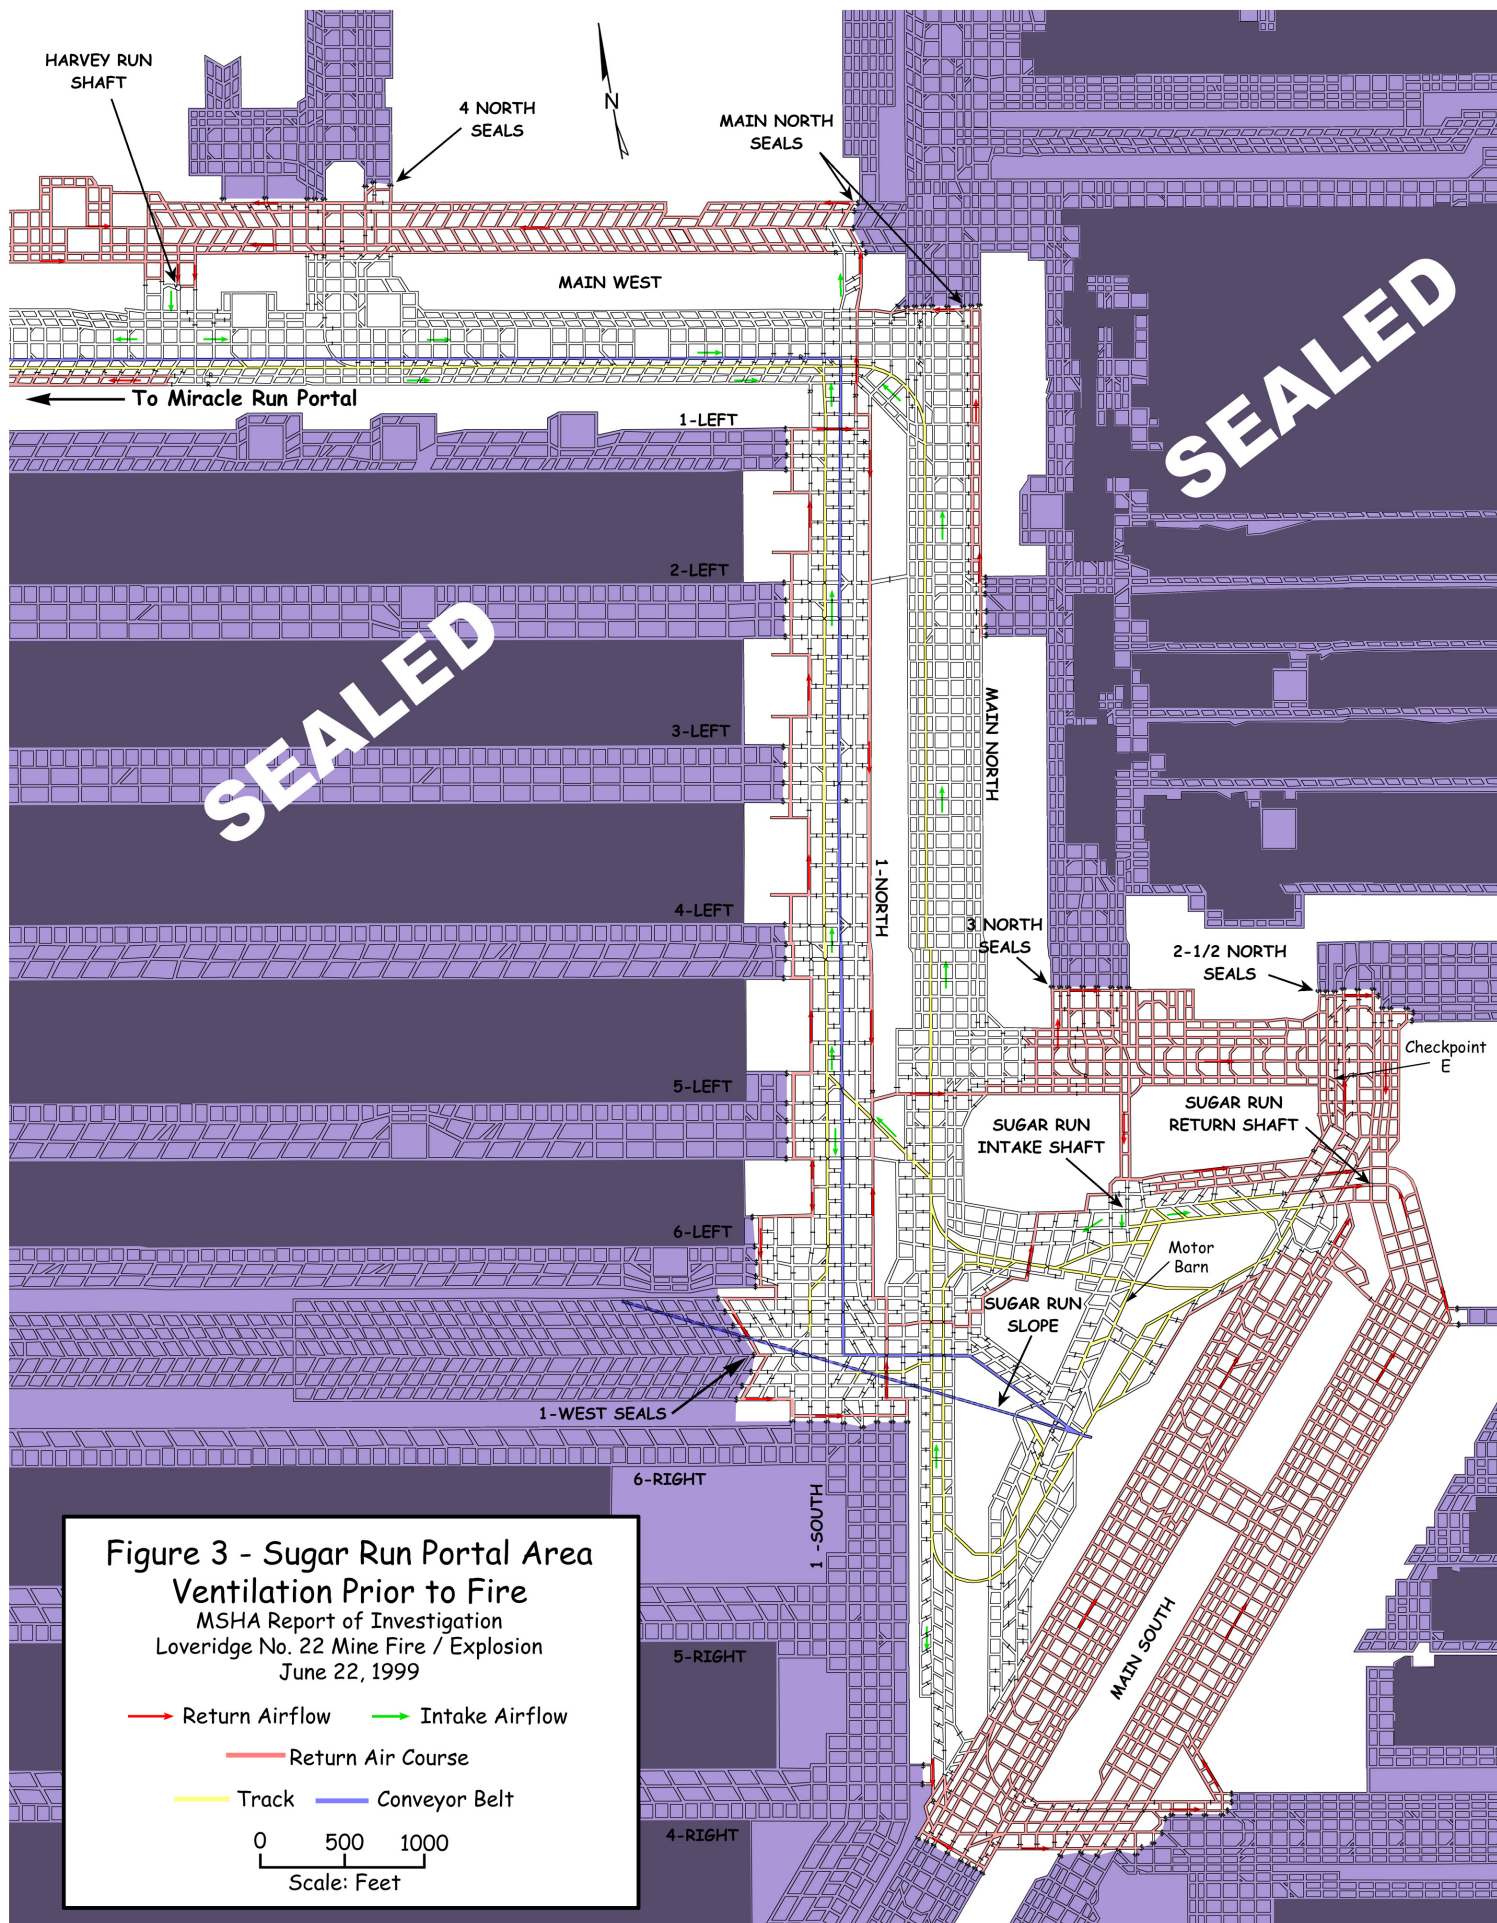 HARVEY RUN
SHAFT
N
4 NORTH
SEALS
MAIN NORTH
SEALS
MAIN WEST
To Miracle Run Portal
1-LEFT
SEALED
2-LEFT
SEALED
3-LEFT
MAIN NORTH
1-NORTH
4-LEFT
3 NORTH
SEALS
2-1/2 NORTH
SEALS
Checkpoint
E
5-LEFT
SUGAR RUN
INTAKE SHAFT
SUGAR RUN
RETURN SHAFT
6-LEFT
Motor
Barn
SUGAR RUN
SLOPE
1-WEST SEALS
6-RIGHT
1 -SOUTH
5-RIGHT
MAIN SOUTH
4-RIGHT
Figure 3 - Sugar Run Portal Area
Ventilation Prior to Fire
MSHA Report of Investigation
Loveridge No. 22 Mine Fire / Explosion
June 22, 1999
Return Airflow
Intake Airflow
Return Air Course
Track
Conveyor Belt
0 500 1000
Scale: Feet